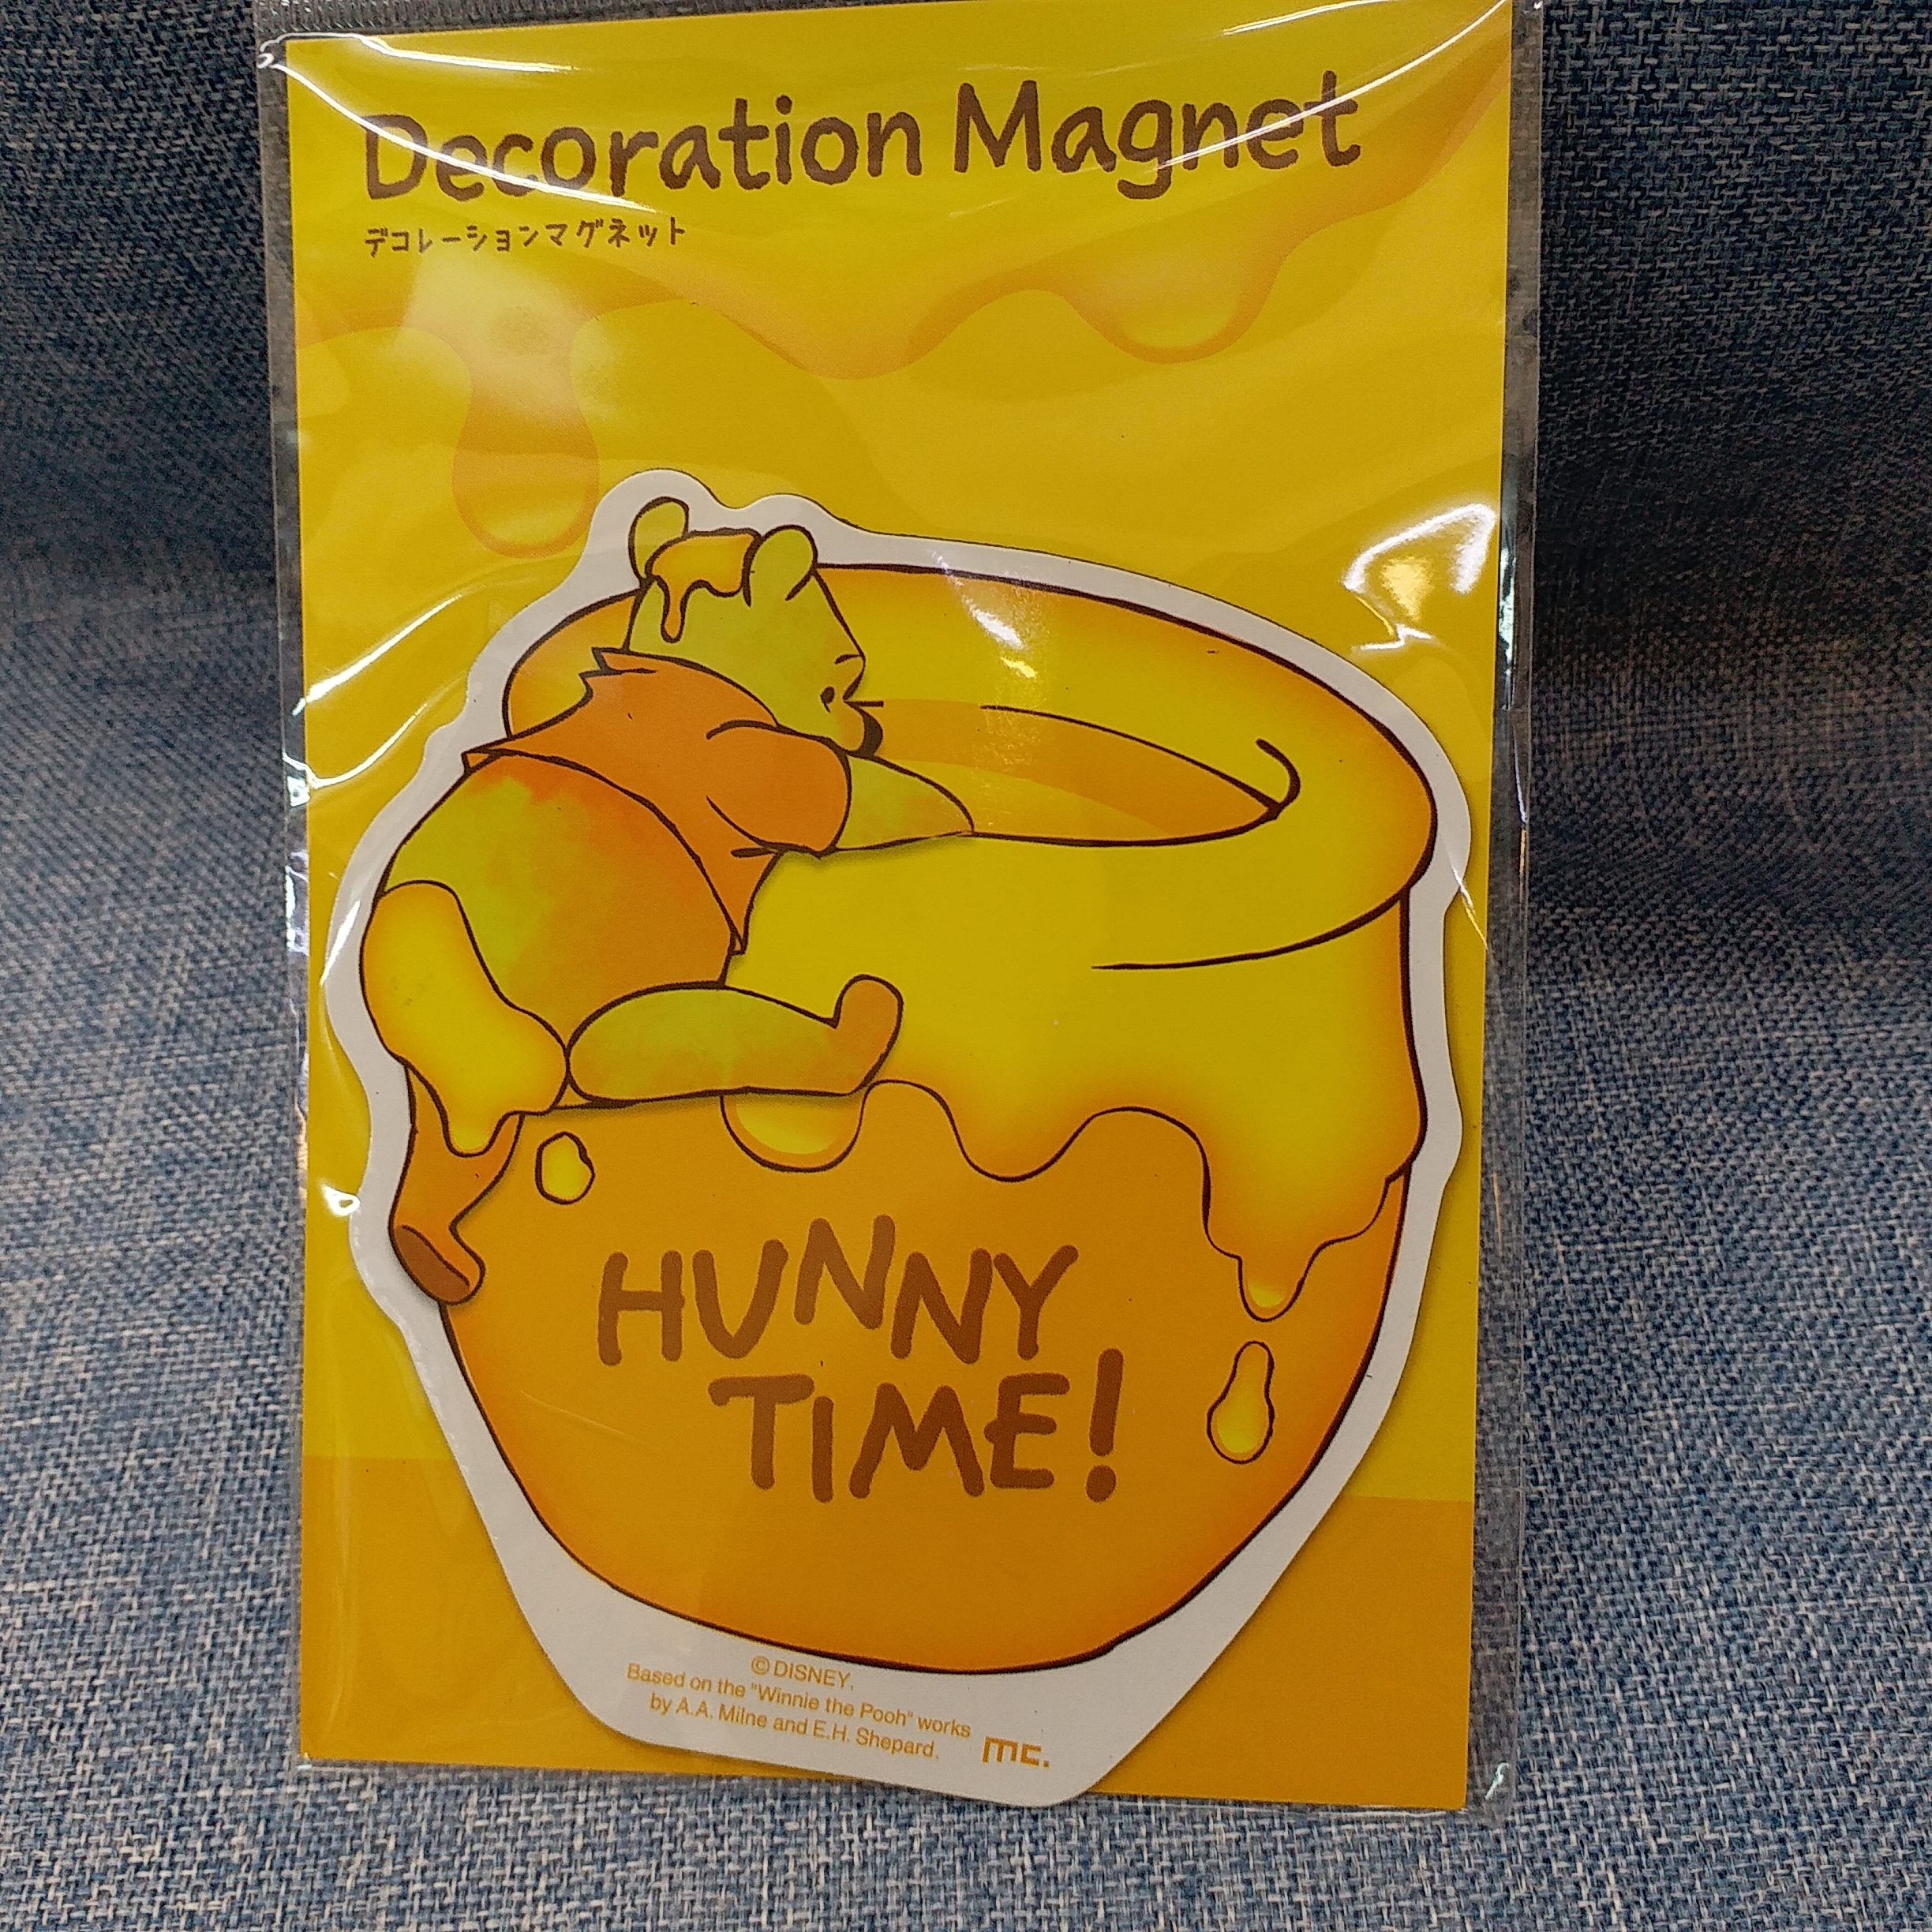 Decoration Magnet
デコレーションマグネット
HUNNY
TIME!
©DISNEY.
Based on the "Winnie the Pooh" works
by A.A. Milne and E.H. Shepard.
mc.